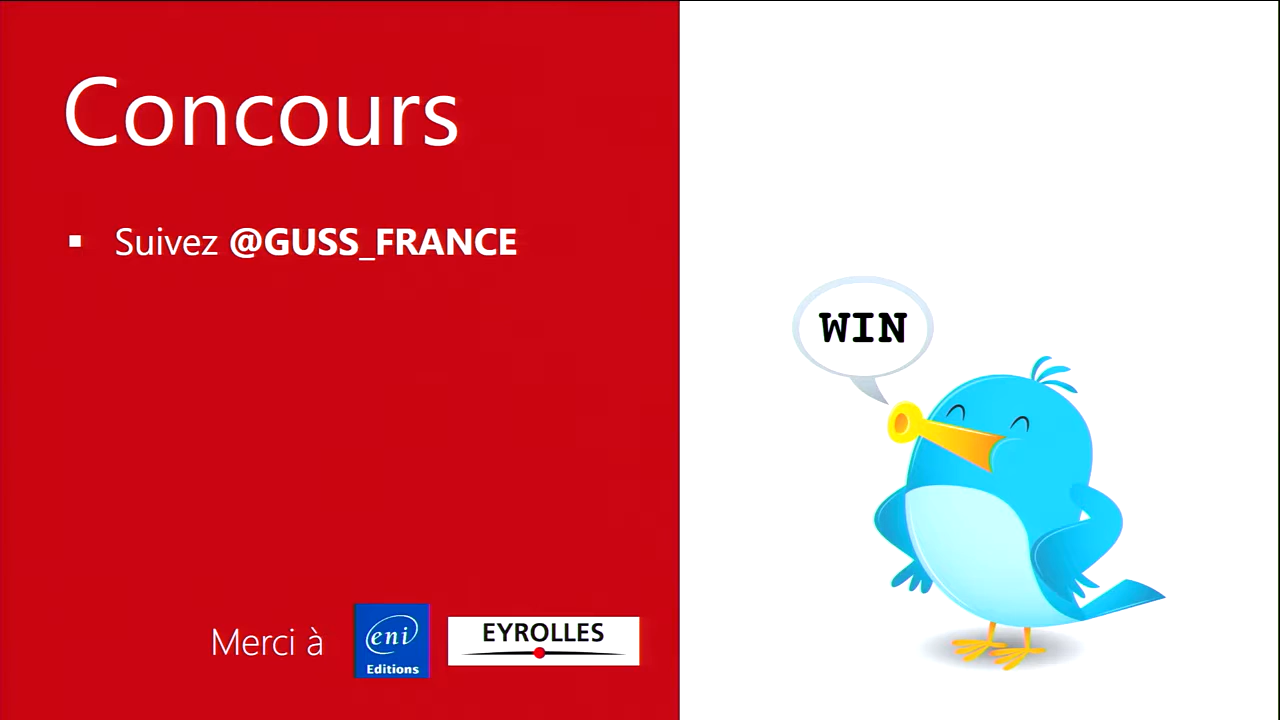 Concours
▪ Suivez @GUSS_FRANCE
WIN
Merci à
eni
Editions
EYROLLES